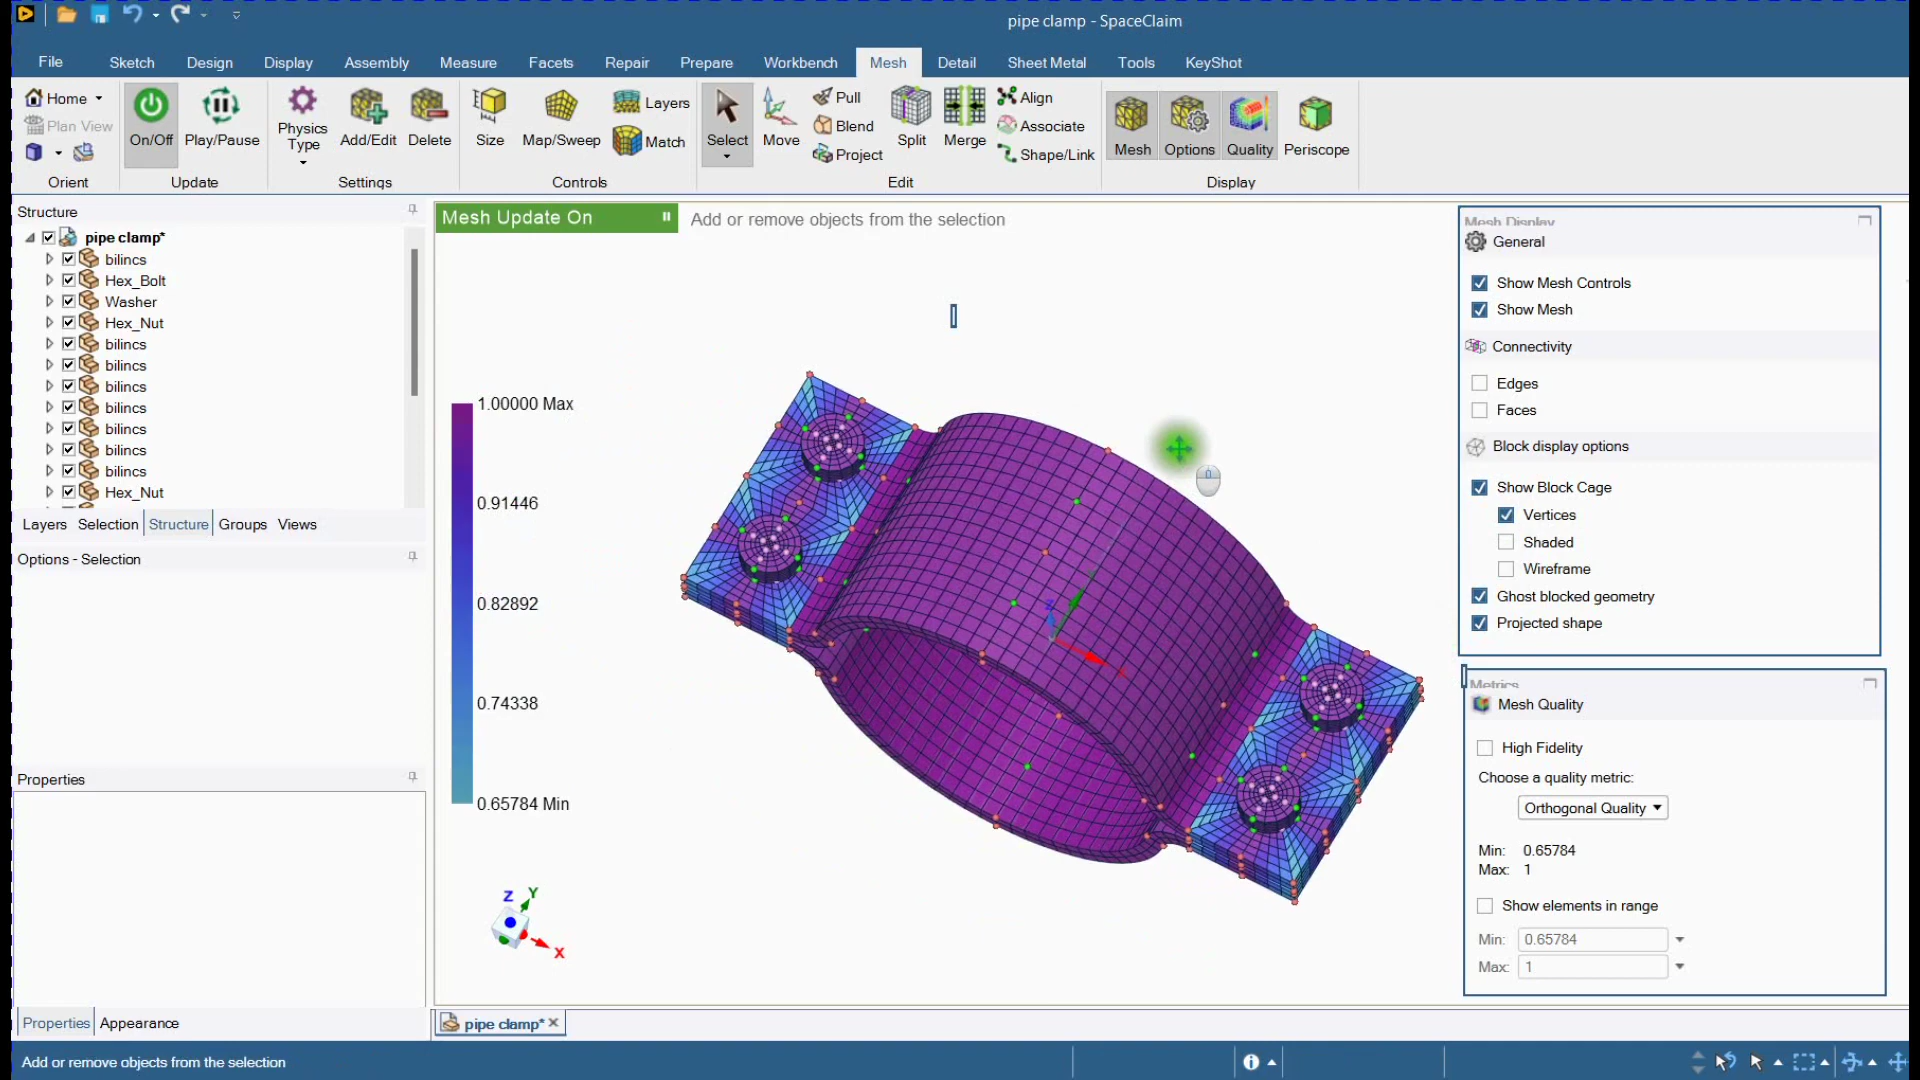 pipe clamp - SpaceClaim
File Sketch Design Display Assembly Measure Facets Repair Prepare Workbench Mesh Detail Sheet Metal Tools KeyShot
Home
Plan View
Orient
On/Off
Play/Pause
Update
Physics
Type
Add/Edit
Delete
Settings
Size
Map/Sweep
Layers
Match
Controls
Select
Move
Pull
Blend
Project
Split
Merge
Align
Associate
Shape/Link
Edit
Mesh
Options
Quality
Periscope
Display
Structure
pipe clamp*
bilincs
Hex_Bolt
Washer
Hex_Nut
bilincs
bilincs
bilincs
bilincs
bilincs
bilincs
bilincs
Hex_Nut
Layers Selection Structure Groups Views
Options - Selection
Properties
Properties Appearance
Mesh Update On
Add or remove objects from the selection
1.00000 Max
0.91446
0.82892
0.74338
0.65784 Min
Z
Y
X
Z
X
Mesh Display
General
Show Mesh Controls
Show Mesh
Connectivity
Edges
Faces
Block display options
Show Block Cage
Vertices
Shaded
Wireframe
Ghost blocked geometry
Projected shape
Metrics
Mesh Quality
High Fidelity
Choose a quality metric:
Orthogonal Quality
Min: 0.65784
Max: 1
Show elements in range
Min: 0.65784
Max: 1
pipe clamp*
Add or remove objects from the selection